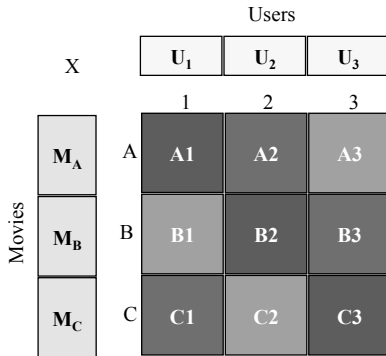 Users
X
U1 U2 U3
1 2 3
Movies
MA A A1 A2 A3
MB B B1 B2 B3
MC C C1 C2 C3